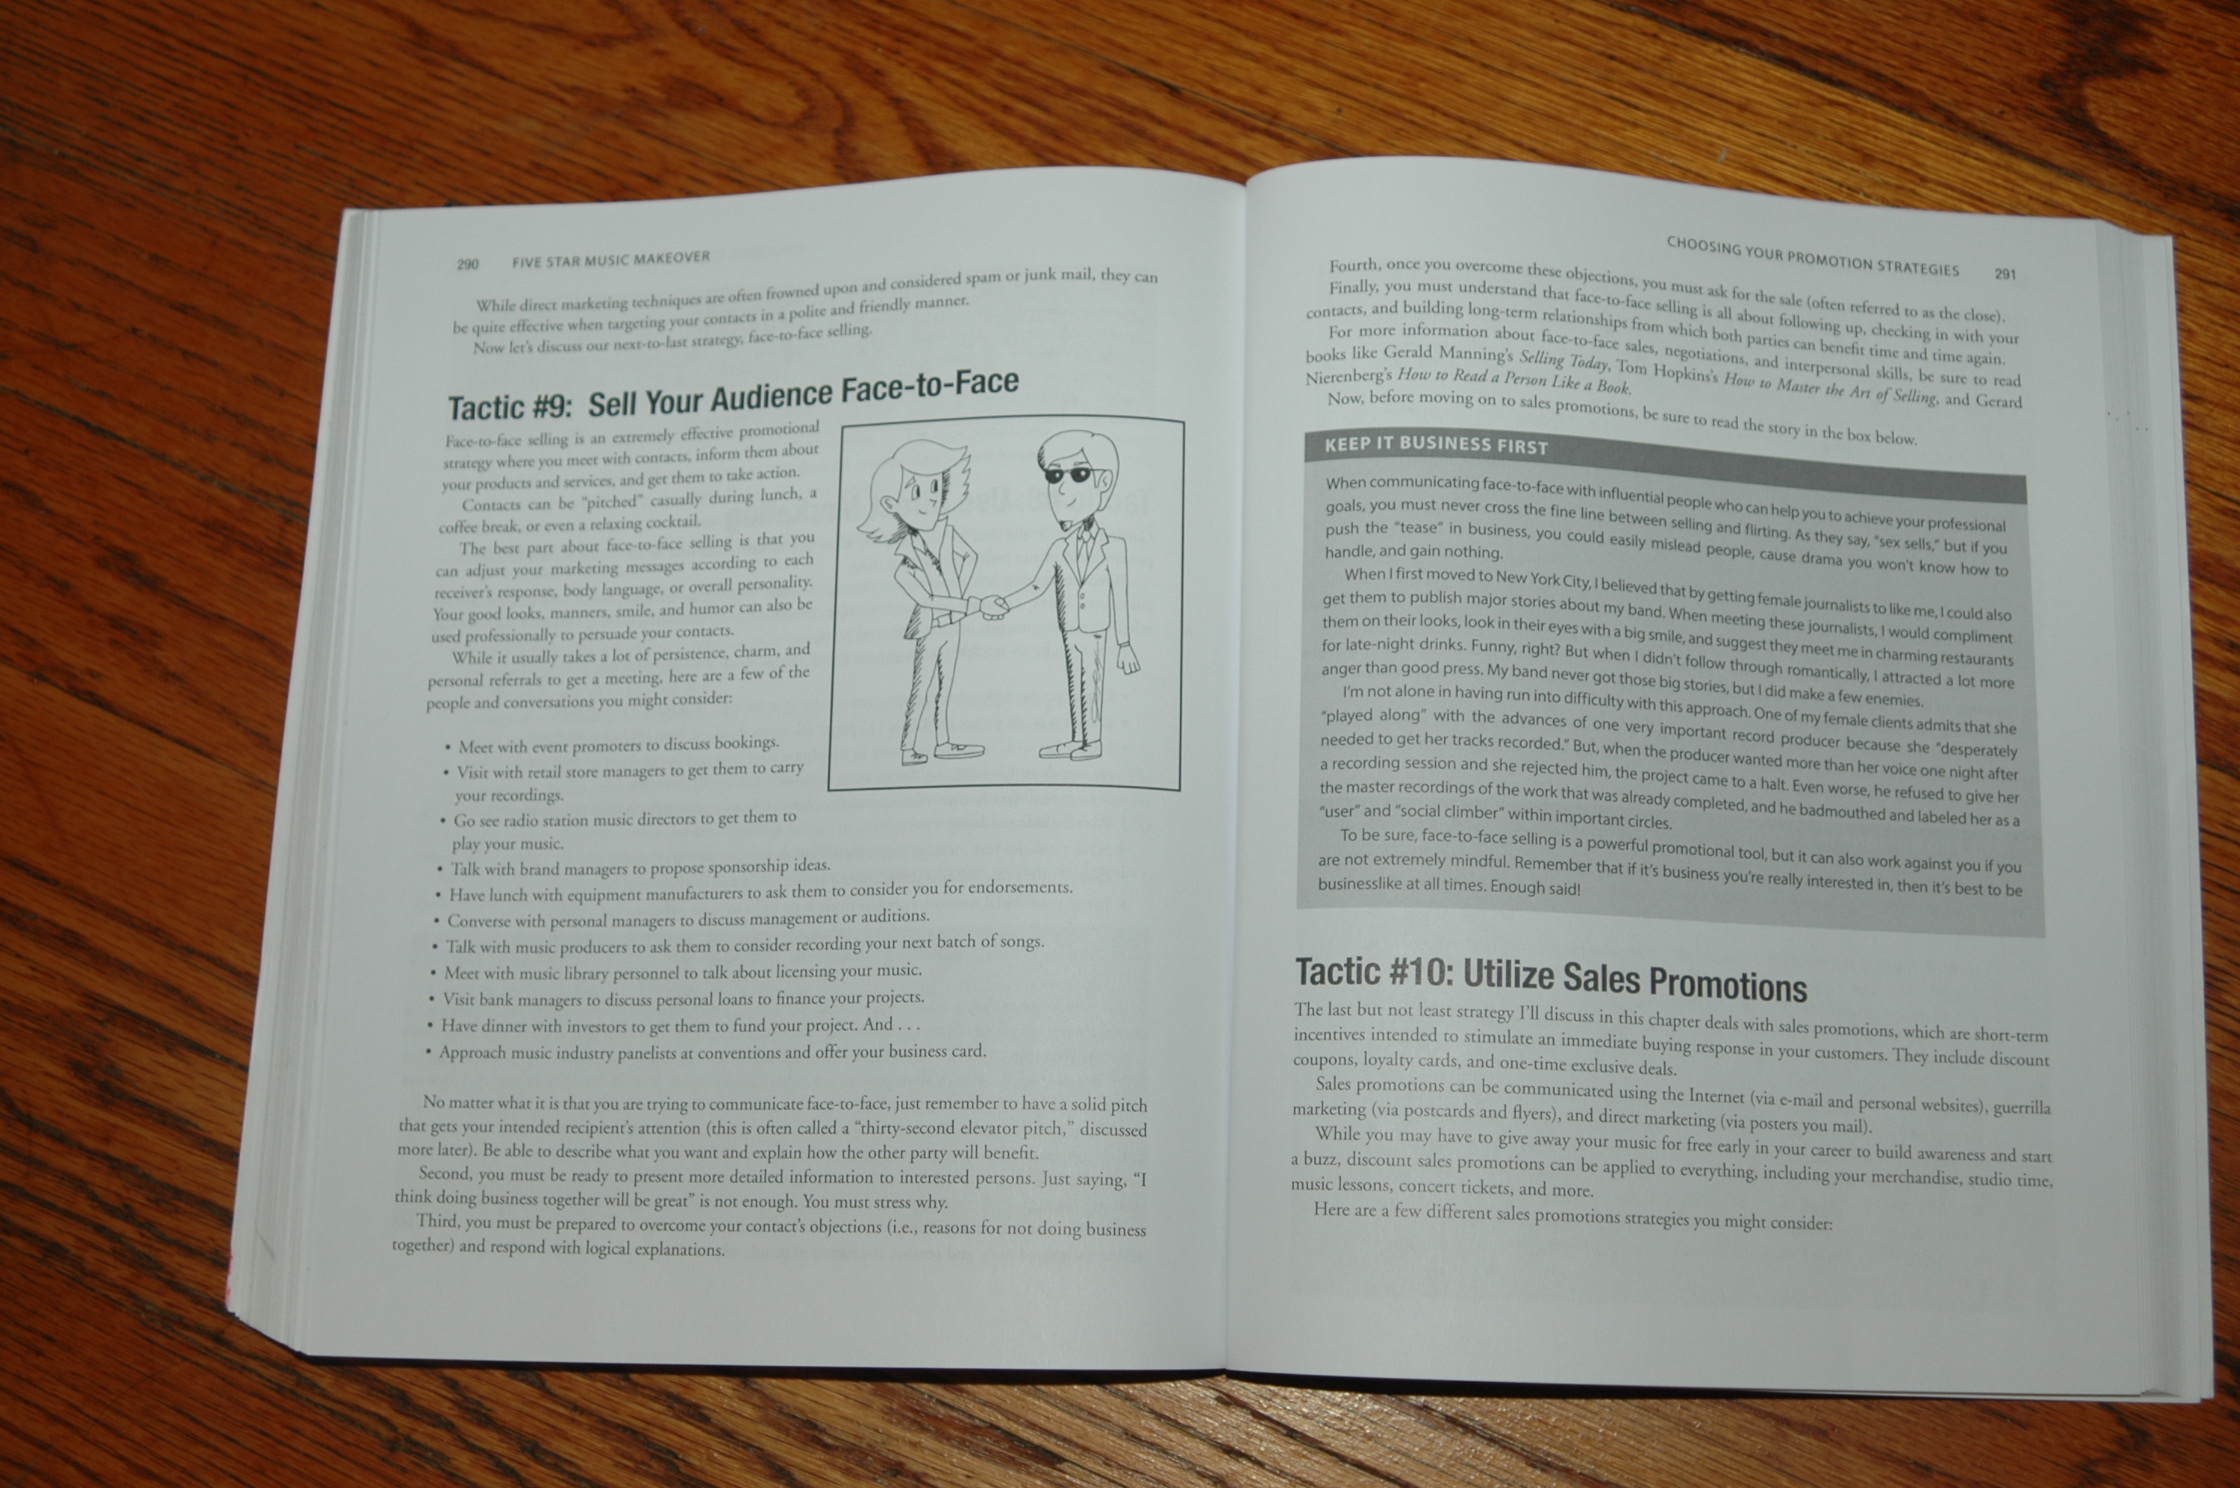 290 FIVE STAR MUSIC MAKEOVER
While direct marketing techniques are often frowned upon and considered spam or junk mail, they can
be quite effective when targeting your contacts in a polite and friendly manner.
Now let's discuss our next-to-last strategy, face-to-face selling.
Tactic #9: Sell Your Audience Face-to-Face
Face-to-face selling is an extremely effective promotional
strategy where you meet with contacts, inform them about
your products and services, and get them to take action.
Contacts can be "pitched" casually during lunch, a
coffee break, or even a relaxing cocktail.
The best part about face-to-face selling is that you
can adjust your marketing messages according to each
receiver's response, body language, or overall personality.
Your good looks, manners, smile, and humor can also be
used professionally to persuade your contacts.
While it usually takes a lot of persistence, charm, and
personal referrals to get a meeting, here are a few of the
people and conversations you might consider:
• Meet with event promoters to discuss bookings.
• Visit with retail store managers to get them to carry
your recordings.
• Go see radio station music directors to get them to
play your music.
• Talk with brand managers to propose sponsorship ideas.
• Have lunch with equipment manufacturers to ask them to consider you for endorsements.
• Converse with personal managers to discuss management or auditions.
• Talk with music producers to ask them to consider recording your next batch of songs.
• Meet with music library personnel to talk about licensing your music.
• Visit bank managers to discuss personal loans to finance your projects.
• Have dinner with investors to get them to fund your project. And . . .
• Approach music industry panelists at conventions and offer your business card.
No matter what it is that you are trying to communicate face-to-face, just remember to have a solid pitch
that gets your intended recipient's attention (this is often called a "thirty-second elevator pitch," discussed
more later). Be able to describe what you want and explain how the other party will benefit.
Second, you must be ready to present more detailed information to interested persons. Just saying, "I
think doing business together will be great" is not enough. You must stress why.
Third, you must be prepared to overcome your contact's objections (i.e., reasons for not doing business
together) and respond with logical explanations.
CHOOSING YOUR PROMOTION STRATEGIES 291
Fourth, once you overcome these objections, you must ask for the sale (often referred to as the close).
Finally, you must understand that face-to-face selling is all about following up, checking in with your
contacts, and building long-term relationships from which both parties can benefit time and time again.
For more information about face-to-face sales, negotiations, and interpersonal skills, be sure to read
books like Gerald Manning's Selling Today, Tom Hopkins's How to Master the Art of Selling, and Gerard
Nierenberg's How to Read a Person Like a Book.
Now, before moving on to sales promotions, be sure to read the story in the box below.
KEEP IT BUSINESS FIRST
When communicating face-to-face with influential people who can help you to achieve your professional
goals, you must never cross the fine line between selling and flirting. As they say, "sex sells," but if you
push the "tease" in business, you could easily mislead people, cause drama you won't know how to
handle, and gain nothing.
When I first moved to New York City, I believed that by getting female journalists to like me, I could also
get them to publish major stories about my band. When meeting these journalists, I would compliment
them on their looks, look in their eyes with a big smile, and suggest they meet me in charming restaurants
for late-night drinks. Funny, right? But when I didn't follow through romantically, I attracted a lot more
anger than good press. My band never got those big stories, but I did make a few enemies.
I'm not alone in having run into difficulty with this approach. One of my female clients admits that she
"played along" with the advances of one very important record producer because she "desperately
needed to get her tracks recorded." But, when the producer wanted more than her voice one night after
a recording session and she rejected him, the project came to a halt. Even worse, he refused to give her
the master recordings of the work that was already completed, and he badmouthed and labeled her as a
"user" and "social climber" within important circles.
To be sure, face-to-face selling is a powerful promotional tool, but it can also work against you if you
are not extremely mindful. Remember that if it's business you're really interested in, then it's best to be
businesslike at all times. Enough said!
Tactic #10: Utilize Sales Promotions
The last but not least strategy I'll discuss in this chapter deals with sales promotions, which are short-term
incentives intended to stimulate an immediate buying response in your customers. They include discount
coupons, loyalty cards, and one-time exclusive deals.
Sales promotions can be communicated using the Internet (via e-mail and personal websites), guerrilla
marketing (via postcards and flyers), and direct marketing (via posters you mail).
While you may have to give away your music for free early in your career to build awareness and start
a buzz, discount sales promotions can be applied to everything, including your merchandise, studio time,
music lessons, concert tickets, and more.
Here are a few different sales promotions strategies you might consider: